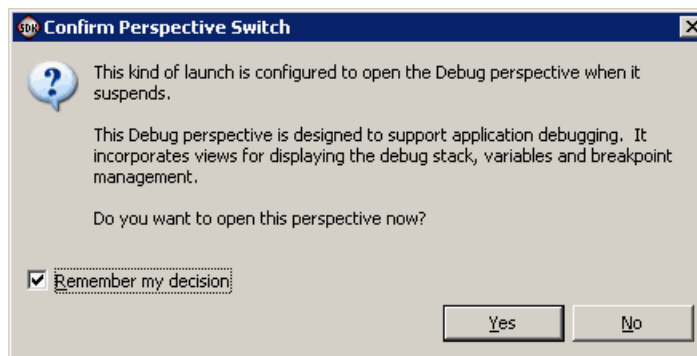 SDK Confirm Perspective Switch
This kind of launch is configured to open the Debug perspective when it
suspends.
This Debug perspective is designed to support application debugging. It
incorporates views for displaying the debug stack, variables and breakpoint
management.
Do you want to open this perspective now?
Remember my decision
Yes No